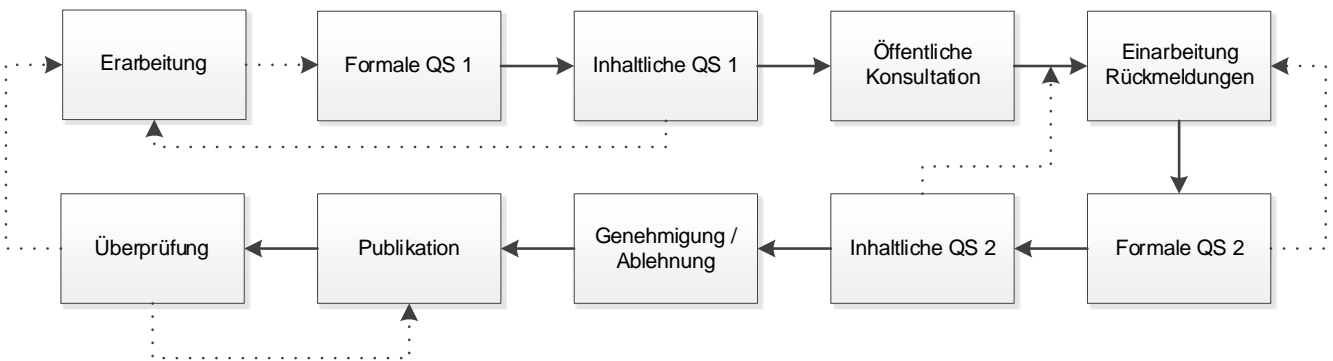 Erarbeitung
Formale QS 1
Inhaltliche QS 1
Öffentliche
Konsultation
Einarbeitung
Rückmeldungen
Überprüfung
Publikation
Genehmigung /
Ablehnung
Inhaltliche QS 2
Formale QS 2